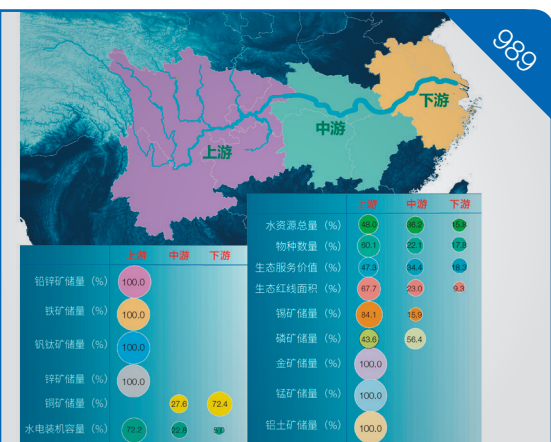 989
下游
中游
上游
上游 中游 下游
水资源总量（%） 48.0 36.2 15.8
物种数量（%） 60.1 22.1 17.8
生态服务价值（%） 47.3 34.4 18.3
生态红线面积（%） 67.7 23.0 9.3
锡矿储量（%） 84.1 15.9
磷矿储量（%） 43.6 56.4
金矿储量（%） 100.0
锰矿储量（%） 100.0
铝土矿储量（%） 100.0
上游 中游 下游
铅锌矿储量（%） 100.0
铁矿储量（%） 100.0
钒钛矿储量（%） 100.0
锌矿储量（%） 100.0
铜矿储量（%） 27.6 72.4
水电装机容量（%） 72.2 22.8